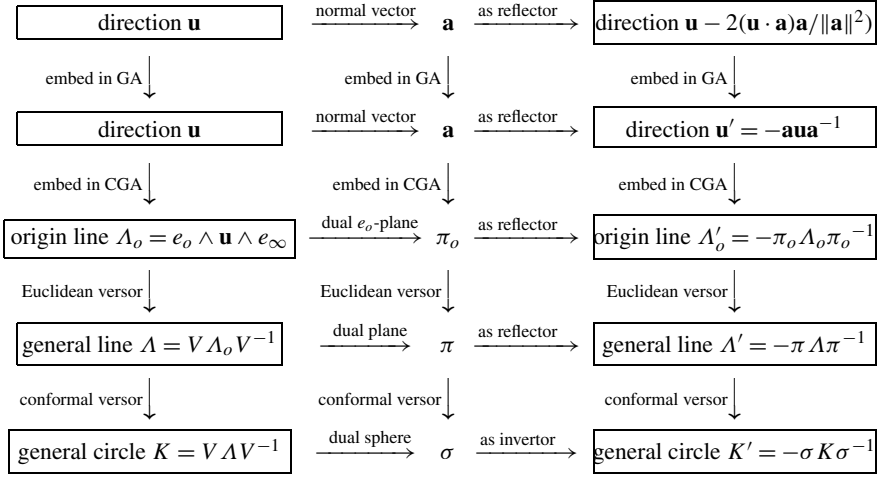 direction u normal vector a as reflector direction u − 2(u · a)a/‖a‖²)
embed in GA embed in GA embed in GA
direction u normal vector a as reflector direction u′ = −aua⁻¹
embed in CGA embed in CGA embed in CGA
origin line Λₒ = eₒ ∧ u ∧ e∞ dual eₒ-plane πₒ as reflector origin line Λ′ₒ = −πₒΛₒπₒ⁻¹
Euclidean versor Euclidean versor Euclidean versor
general line Λ = VΛₒV⁻¹ dual plane π as reflector general line Λ′ = −πΛπ⁻¹
conformal versor conformal versor conformal versor
general circle K = VΛV⁻¹ dual sphere σ as invertor general circle K′ = −σKσ⁻¹